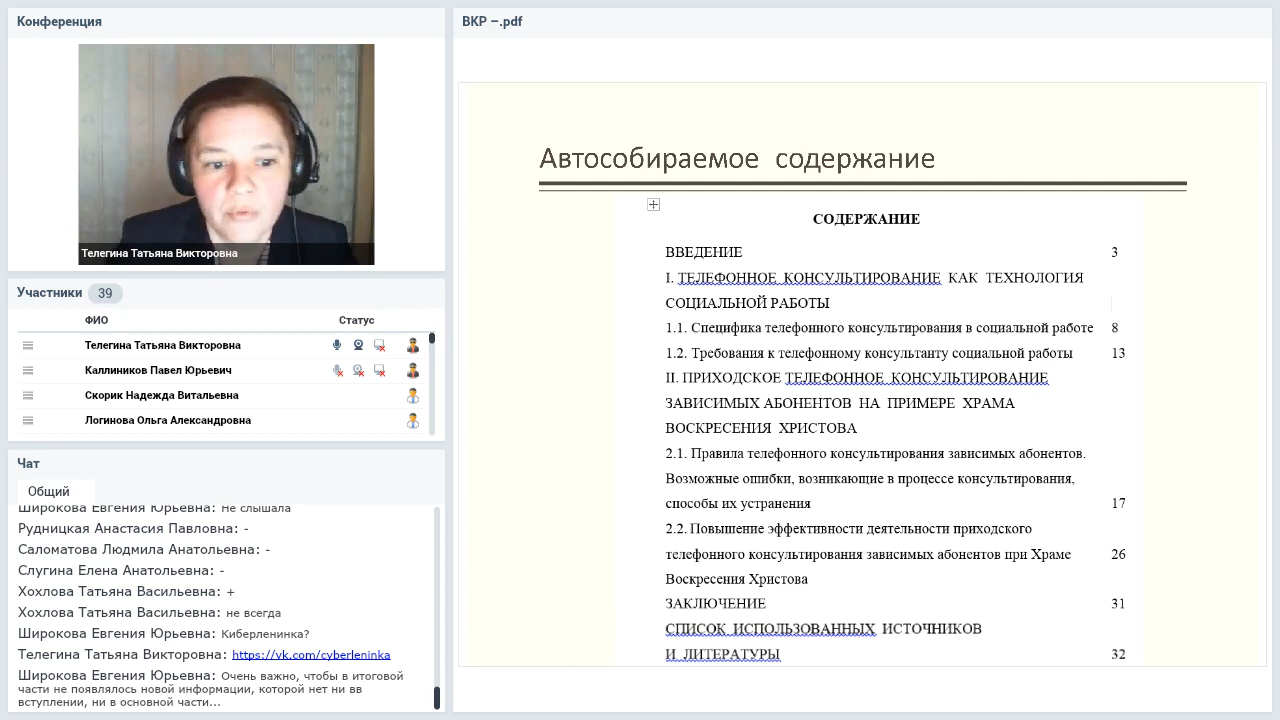 Конференция
Телегина Татьяна Викторовна
Участники 39
ФИО Статус
Телегина Татьяна Викторовна
Каллиников Павел Юрьевич
Скорик Надежда Витальевна
Логинова Ольга Александровна
Чат
Общий
Широкова Евгения Юрьевна: Не слышала
Рудницкая Анастасия Павловна: -
Саломатова Людмила Анатольевна: -
Слугина Елена Анатольевна: -
Хохлова Татьяна Васильевна: +
Хохлова Татьяна Васильевна: не всегда
Широкова Евгения Юрьевна: Киберленинка?
Телегина Татьяна Викторовна: https://vk.com/cyberleninka
Широкова Евгения Юрьевна: Очень важно, чтобы в итоговой
части не появлялось новой информации, которой нет ни вв
вступлении, ни в основной части...
ВКР –.pdf
Автособираемое содержание
СОДЕРЖАНИЕ
ВВЕДЕНИЕ 3
I. ТЕЛЕФОННОЕ КОНСУЛЬТИРОВАНИЕ КАК ТЕХНОЛОГИЯ
СОЦИАЛЬНОЙ РАБОТЫ
1.1. Специфика телефонного консультирования в социальной работе 8
1.2. Требования к телефонному консультанту социальной работы 13
II. ПРИХОДСКОЕ ТЕЛЕФОННОЕ КОНСУЛЬТИРОВАНИЕ
ЗАВИСИМЫХ АБОНЕНТОВ НА ПРИМЕРЕ ХРАМА
ВОСКРЕСЕНИЯ ХРИСТОВА
2.1. Правила телефонного консультирования зависимых абонентов.
Возможные ошибки, возникающие в процессе консультирования,
способы их устранения 17
2.2. Повышение эффективности деятельности приходского
телефонного консультирования зависимых абонентов при Храме 26
Воскресения Христова
ЗАКЛЮЧЕНИЕ 31
СПИСОК ИСПОЛЬЗОВАННЫХ ИСТОЧНИКОВ
И ЛИТЕРАТУРЫ 32